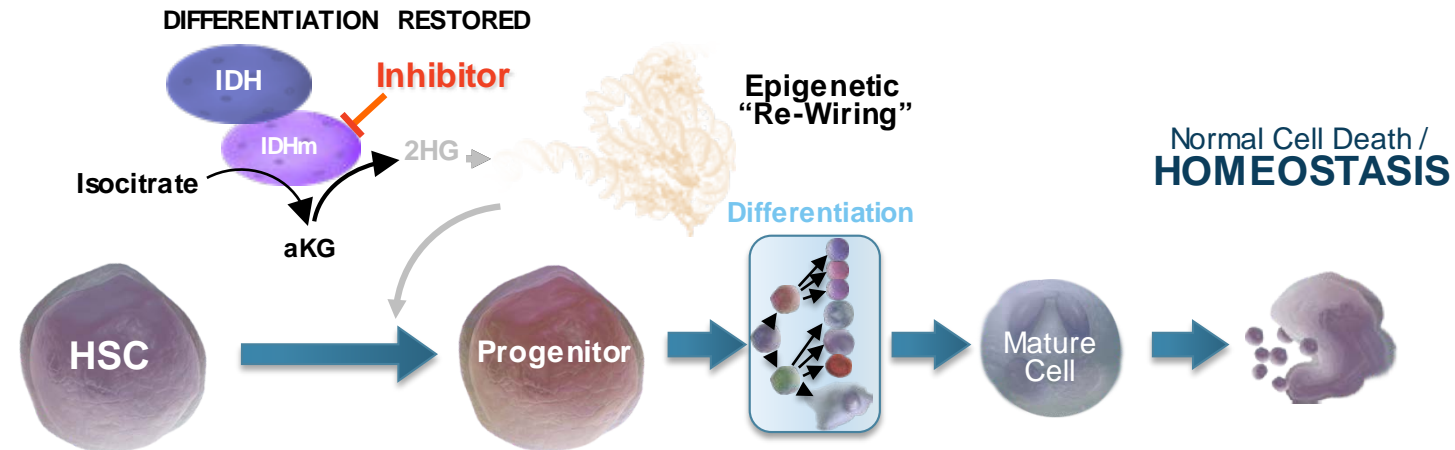 DIFFERENTIATION RESTORED
IDH
Inhibitor
IDHm
2HG
Isocitrate
aKG
Epigenetic
“Re-Wiring”
Normal Cell Death /
HOMEOSTASIS
Differentiation
HSC
Progenitor
Mature
Cell